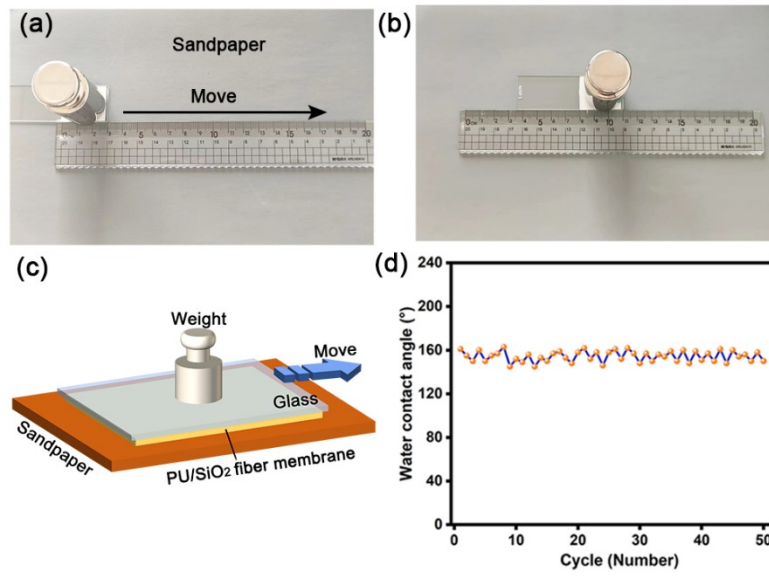 (a)
Sandpaper
Move
(b)
(c)
Weight
Move
Glass
Sandpaper
PU/SiO₂ fiber membrane
(d)
Water contact angle (°)
240
200
160
120
80
40
0
0 10 20 30 40 50
Cycle (Number)